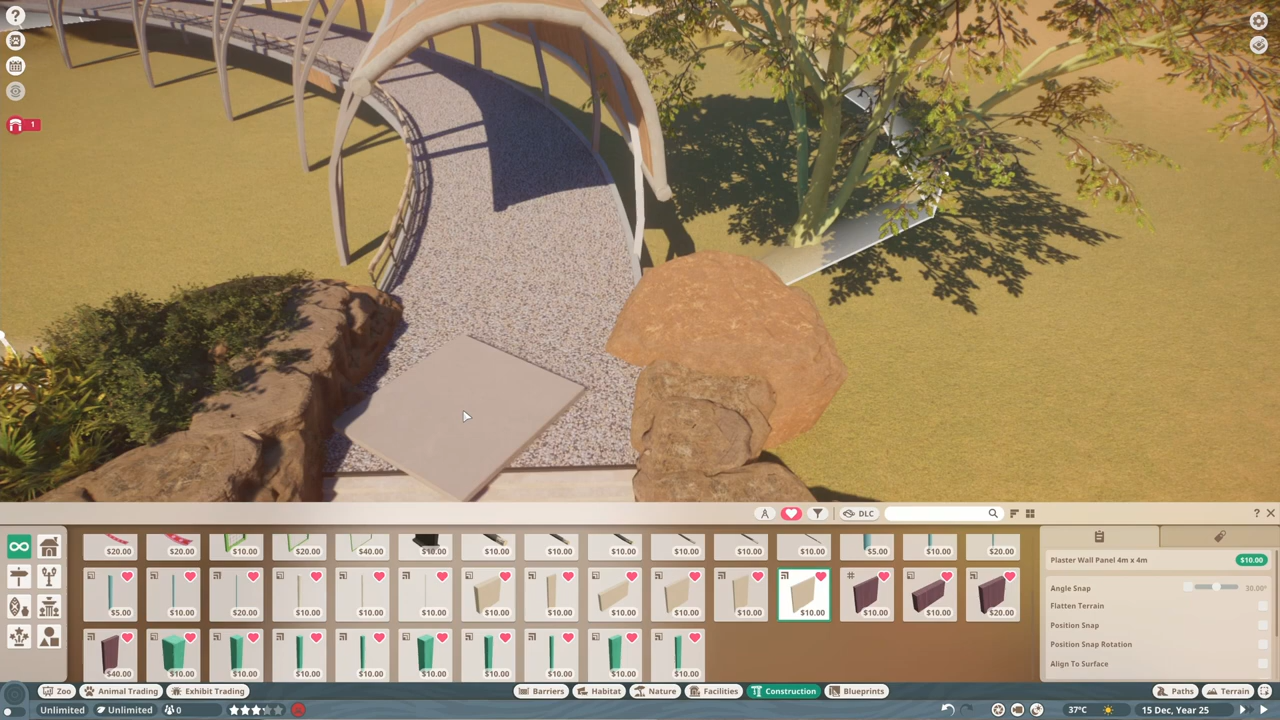 ?
1
DLC
?
$20.00 $20.00 $10.00 $20.00 $40.00 $10.00 $10.00 $10.00 $10.00 $10.00 $10.00 $10.00 $5.00 $10.00 $20.00
Plaster Wall Panel 4m x 4m $10.00
$5.00 $10.00 $20.00 $10.00 $10.00 $10.00 $10.00 $10.00 $10.00 $10.00 $10.00 $10.00 $10.00 $10.00 $20.00
Angle Snap 30.00°
Flatten Terrain
Position Snap
Position Snap Rotation
Align To Surface
$40.00 $10.00 $10.00 $10.00 $10.00 $10.00 $10.00 $10.00 $10.00 $10.00
Zoo Animal Trading Exhibit Trading Barriers Habitat Nature Facilities Construction Blueprints Paths Terrain
Unlimited Unlimited 0 37°C 15 Dec, Year 25